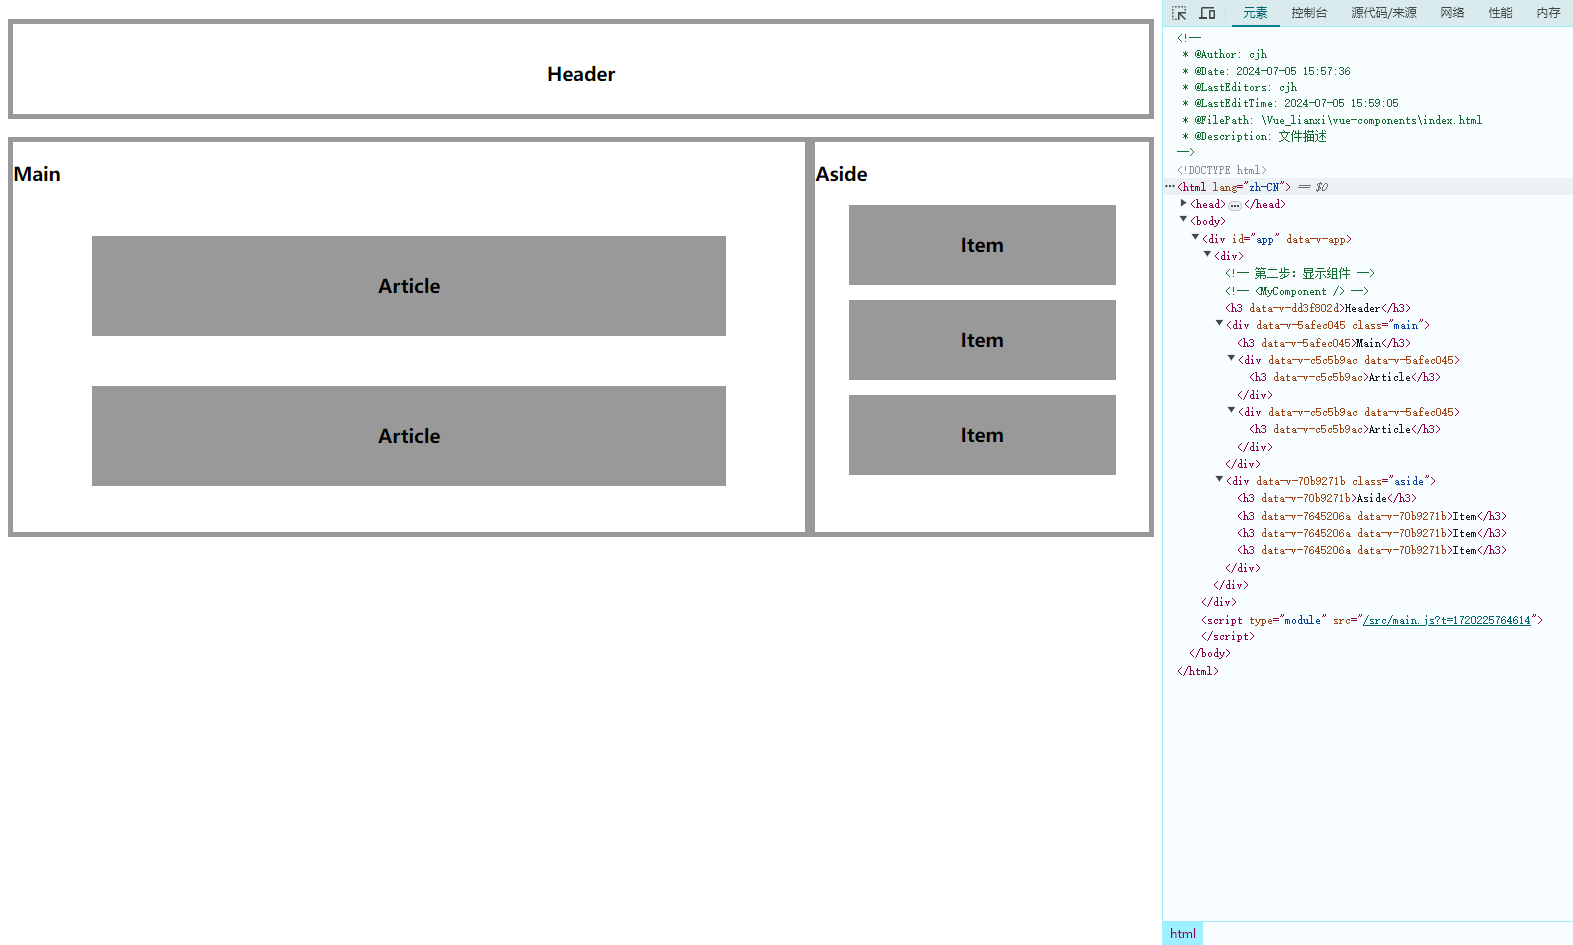 Header
Main
Article
Article
Aside
Item
Item
Item
元素 控制台 源代码/来源 网络 性能 内存
<!--
* @Author: cjh
* @Date: 2024-07-05 15:57:36
* @LastEditors: cjh
* @LastEditTime: 2024-07-05 15:59:05
* @FilePath: \Vue_lianxi\vue-components\index.html
* @Description: 文件描述
-->
<!DOCTYPE html>
<html lang="zh-CN"> == $0
<head> … </head>
<body>
<div id="app" data-v-app>
<div>
<!-- 第二步：显示组件 -->
<!-- <MyComponent /> -->
<h3 data-v-dd3f802d>Header</h3>
<div data-v-5afec045 class="main">
<h3 data-v-5afec045>Main</h3>
<div data-v-c5c5b9ac data-v-5afec045>
<h3 data-v-c5c5b9ac>Article</h3>
</div>
<div data-v-c5c5b9ac data-v-5afec045>
<h3 data-v-c5c5b9ac>Article</h3>
</div>
</div>
<div data-v-70b9271b class="aside">
<h3 data-v-70b9271b>Aside</h3>
<h3 data-v-7645206a data-v-70b9271b>Item</h3>
<h3 data-v-7645206a data-v-70b9271b>Item</h3>
<h3 data-v-7645206a data-v-70b9271b>Item</h3>
</div>
</div>
</div>
<script type="module" src="/src/main.js?t=1720225764614">
</script>
</body>
</html>
html